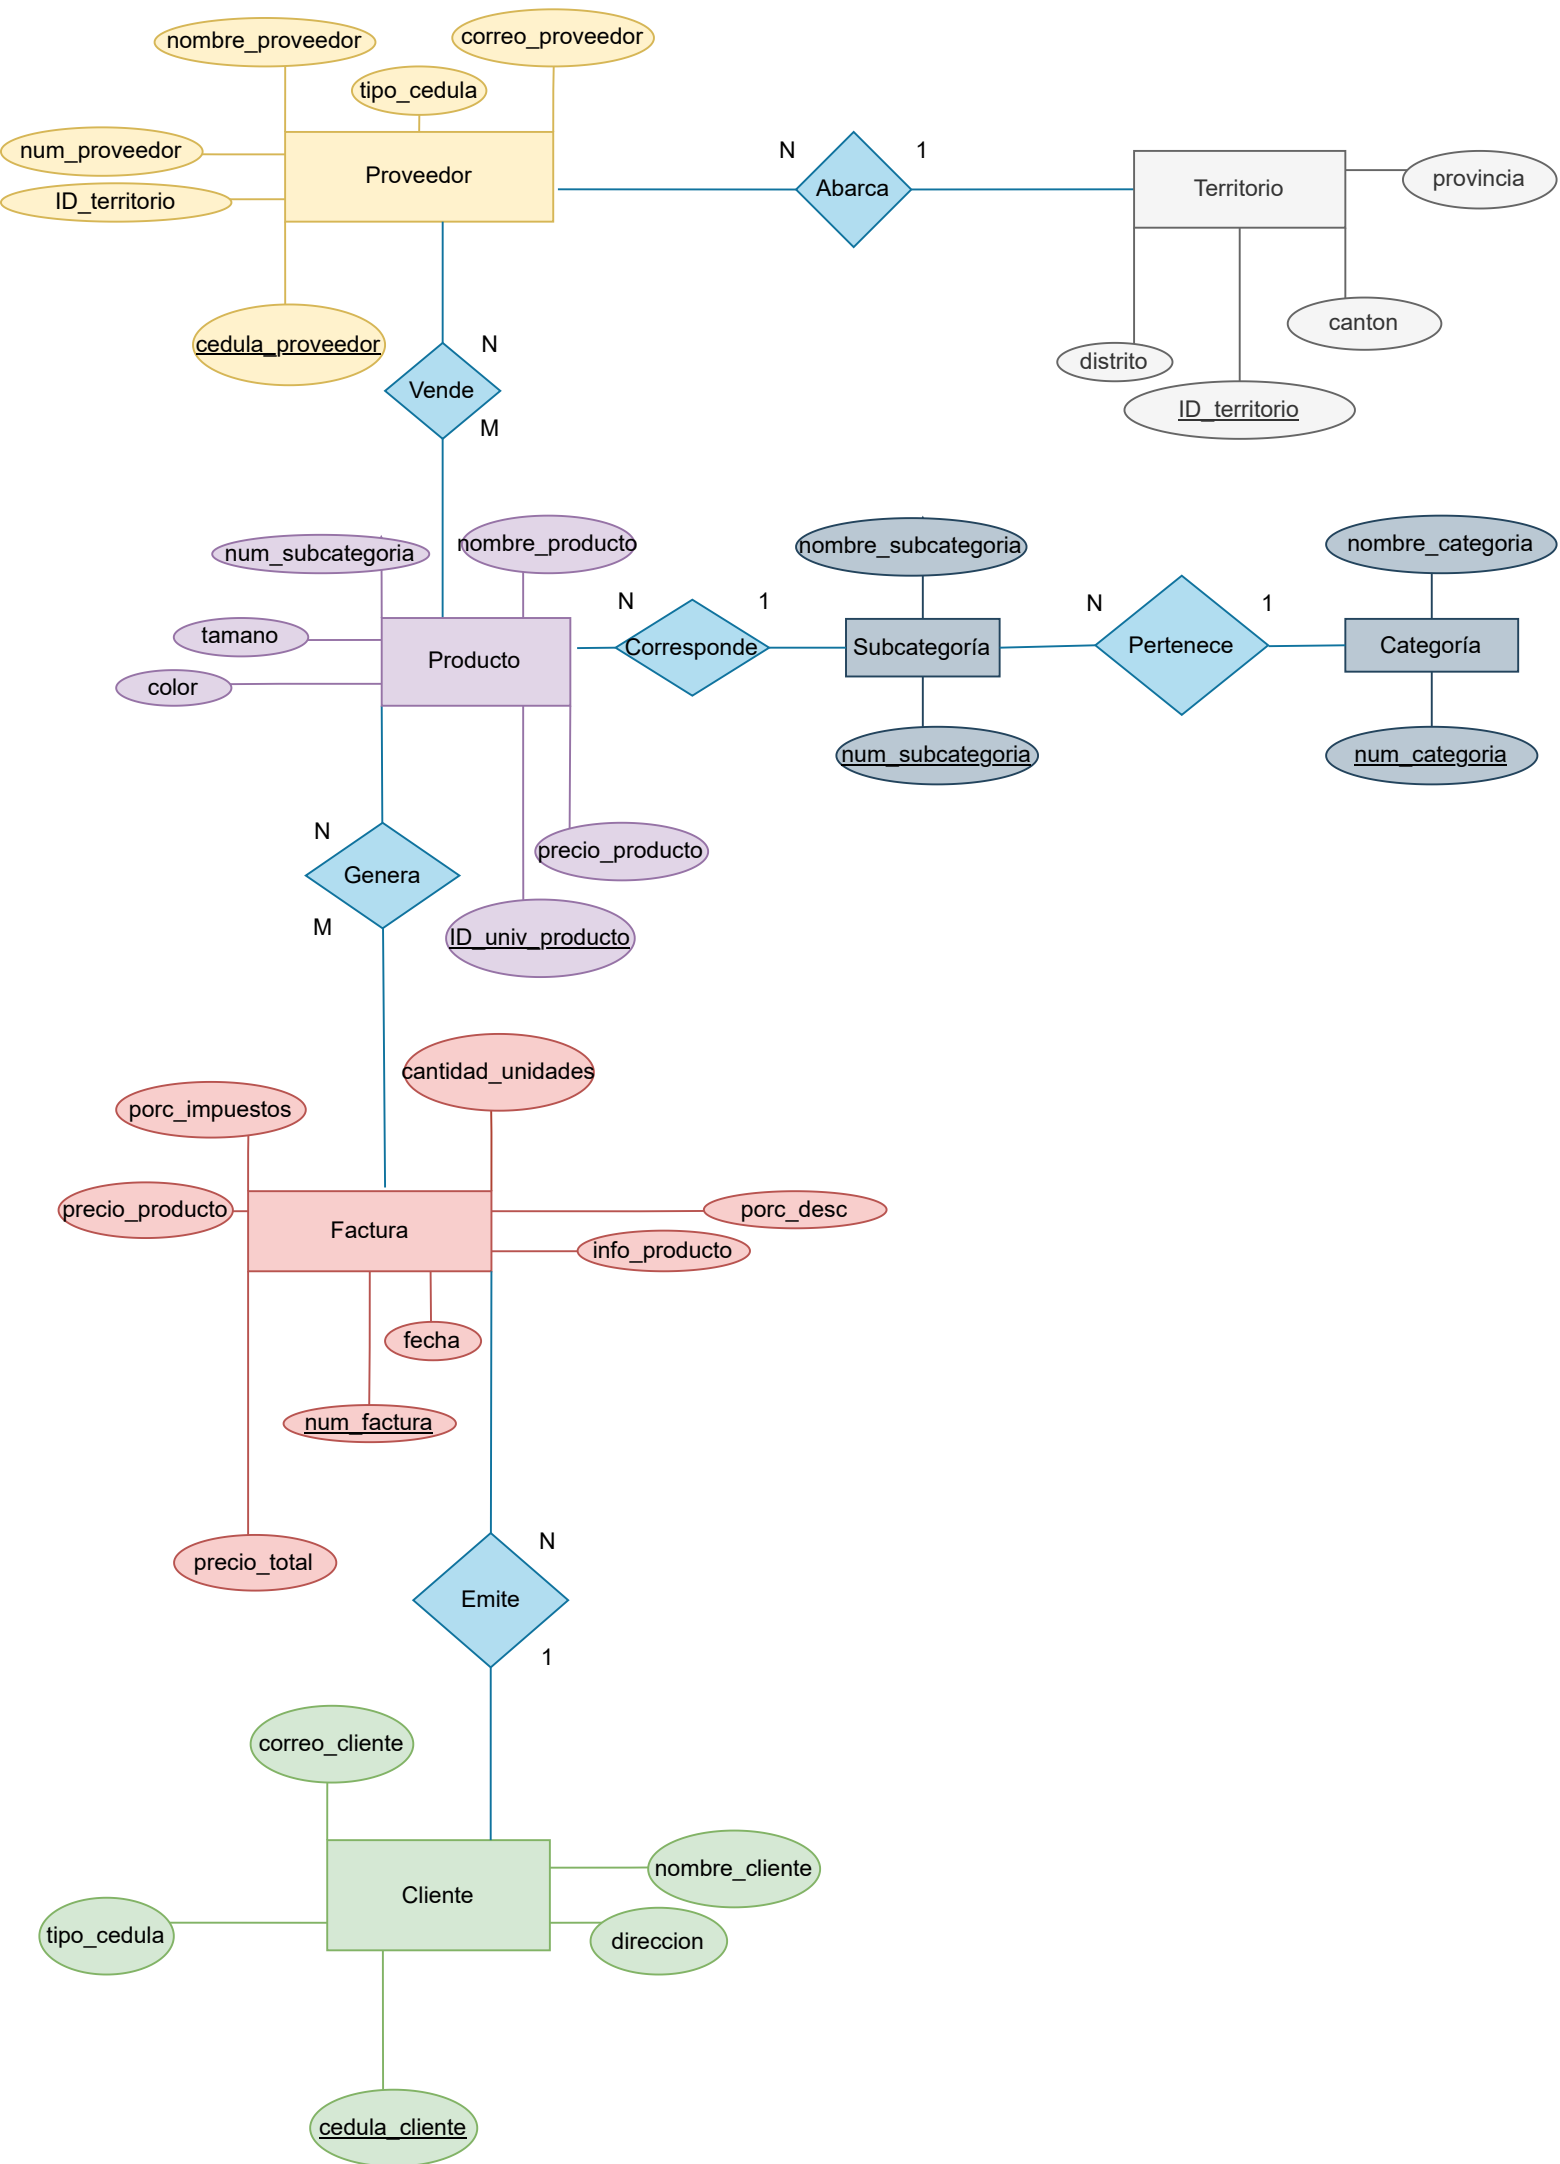 nombre_proveedor
correo_proveedor
tipo_cedula
num_proveedor
Proveedor
ID_territorio
cedula_proveedor
N
Abarca
1
Territorio
provincia
canton
distrito
ID_territorio
N
Vende
M
num_subcategoria
nombre_producto
tamano
Producto
color
N
Corresponde
1
nombre_subcategoria
Subcategoría
num_subcategoria
N
Pertenece
1
nombre_categoria
Categoría
num_categoria
precio_producto
ID_univ_producto
N
Genera
M
cantidad_unidades
porc_impuestos
precio_producto
Factura
porc_desc
info_producto
fecha
num_factura
precio_total
N
Emite
1
correo_cliente
nombre_cliente
Cliente
tipo_cedula
direccion
cedula_cliente